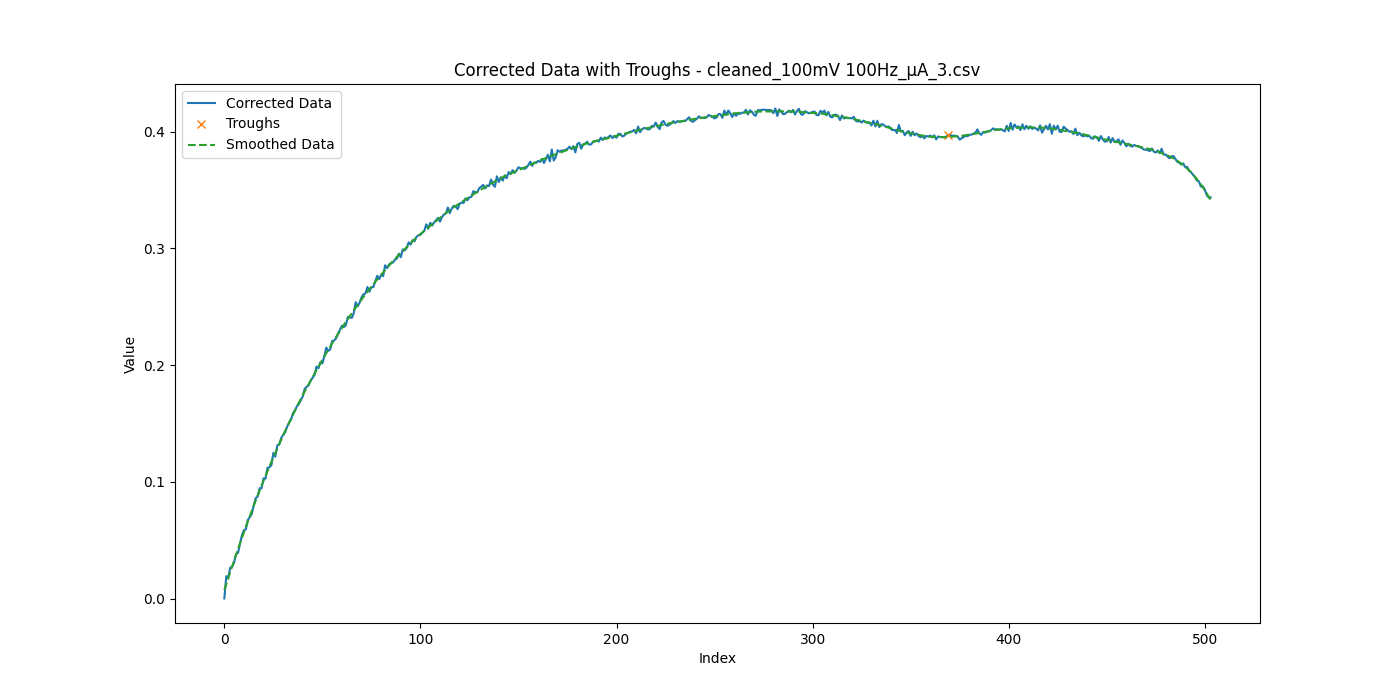 Corrected Data with Troughs - cleaned_100mV 100Hz_μA_3.csv
Corrected Data
Troughs
Smoothed Data
0.4
0.3
0.2
0.1
0.0
Value
0 100 200 300 400 500
Index